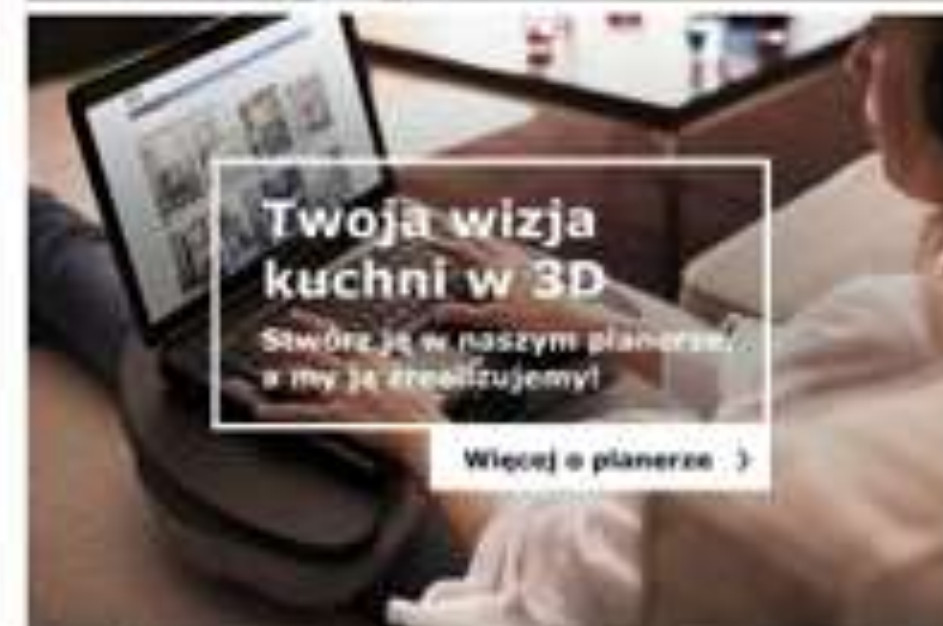 Twoja wizja
kuchni w 3D
Stwórz ją w naszym planerze,
a my ją zrealizujemy!
Więcej o planerze